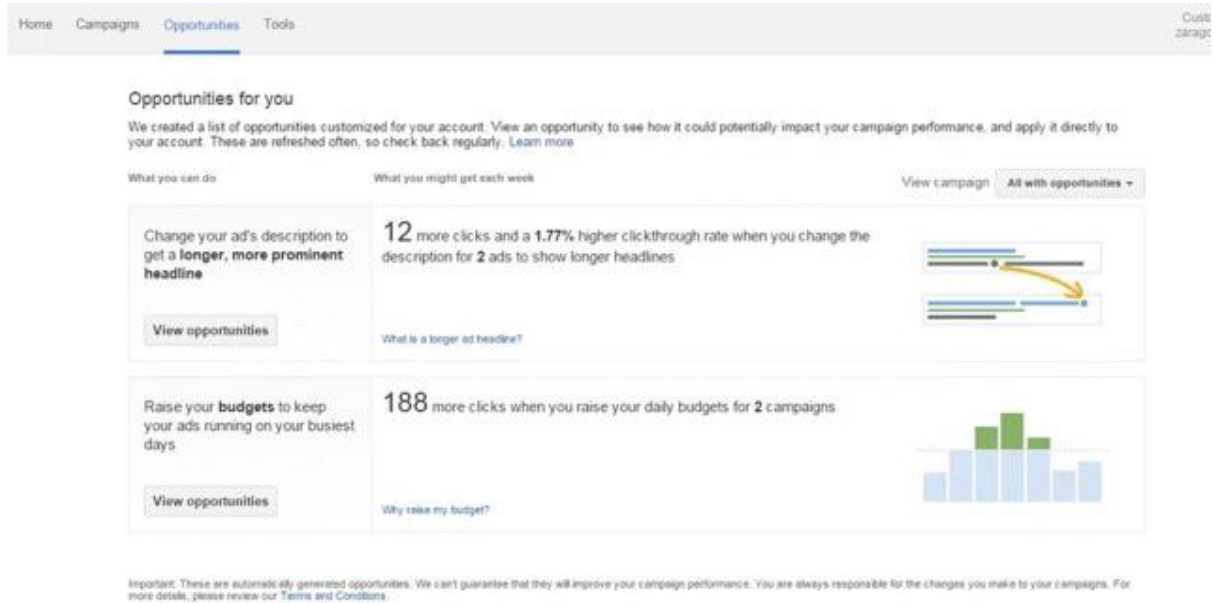 Home Campaigns Opportunities Tools
Opportunities for you
We created a list of opportunities customized for your account. View an opportunity to see how it could potentially impact your campaign performance, and apply it directly to
your account. These are refreshed often, so check back regularly. Learn more
What you can do
What you might get each week
View campaign All with opportunities
Change your ad's description to
get a longer, more prominent
headline
View opportunities
12 more clicks and a 1.77% higher clickthrough rate when you change the
description for 2 ads to show longer headlines
What is a longer ad headline?
Raise your budgets to keep
your ads running on your busiest
days
View opportunities
188 more clicks when you raise your daily budgets for 2 campaigns
Why raise my budget?
Important: These are automatically generated opportunities. We can't guarantee that they will improve your campaign performance. You are always responsible for the changes you make to your campaigns. For
more details, please review our Terms and Conditions.